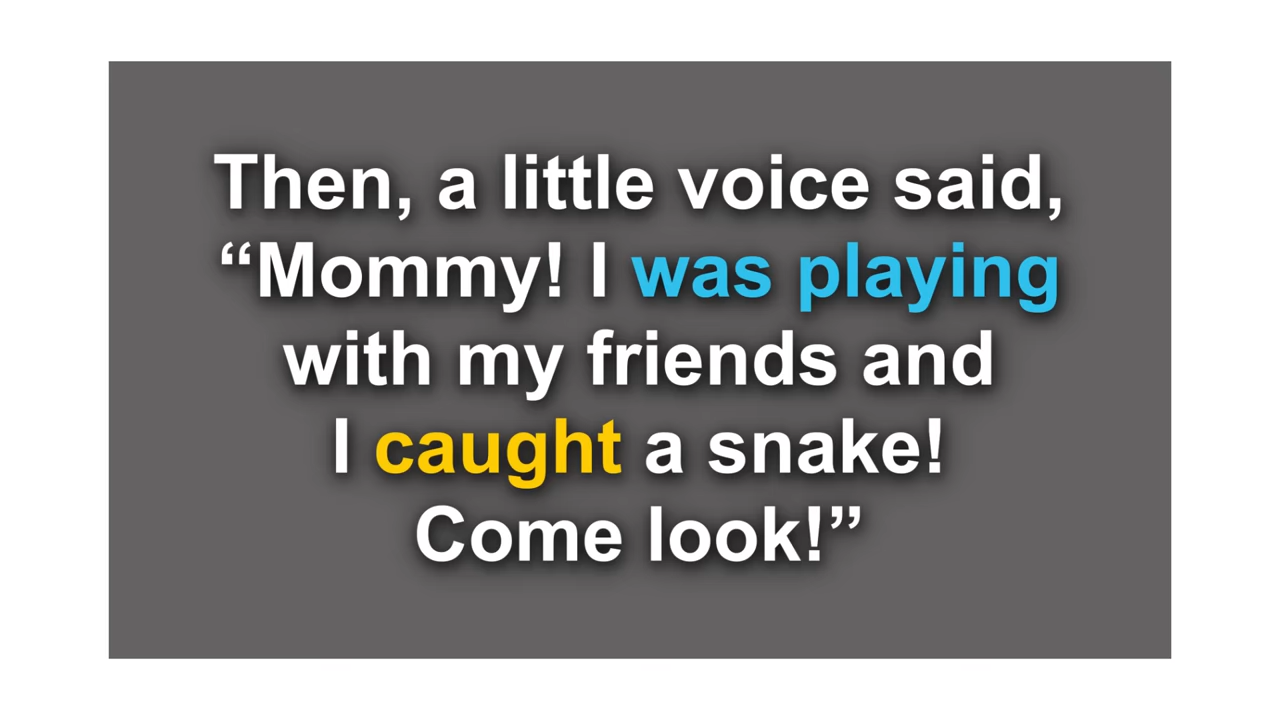 Then, a little voice said,
“Mommy! I was playing
with my friends and
I caught a snake!
Come look!”